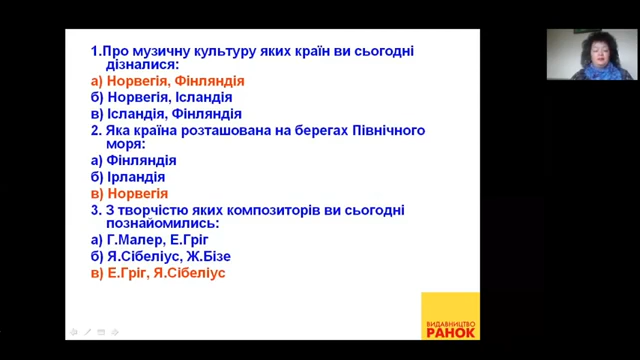 1.Про музичну культуру яких країн ви сьогодні
дізналися:
а) Норвегія, Фінляндія
б) Норвегія, Ісландія
в) Ісландія, Фінляндія
2. Яка країна розташована на берегах Північного
моря:
а) Фінляндія
б) Ірландія
в) Норвегія
3. З творчістю яких композиторів ви сьогодні
познайомились:
а) Г.Малер, Е.Гріг
б) Я.Сібеліус, Ж.Бізе
в) Е.Гріг, Я.Сібеліус
ВИДАВНИЦТВО
РАНОК